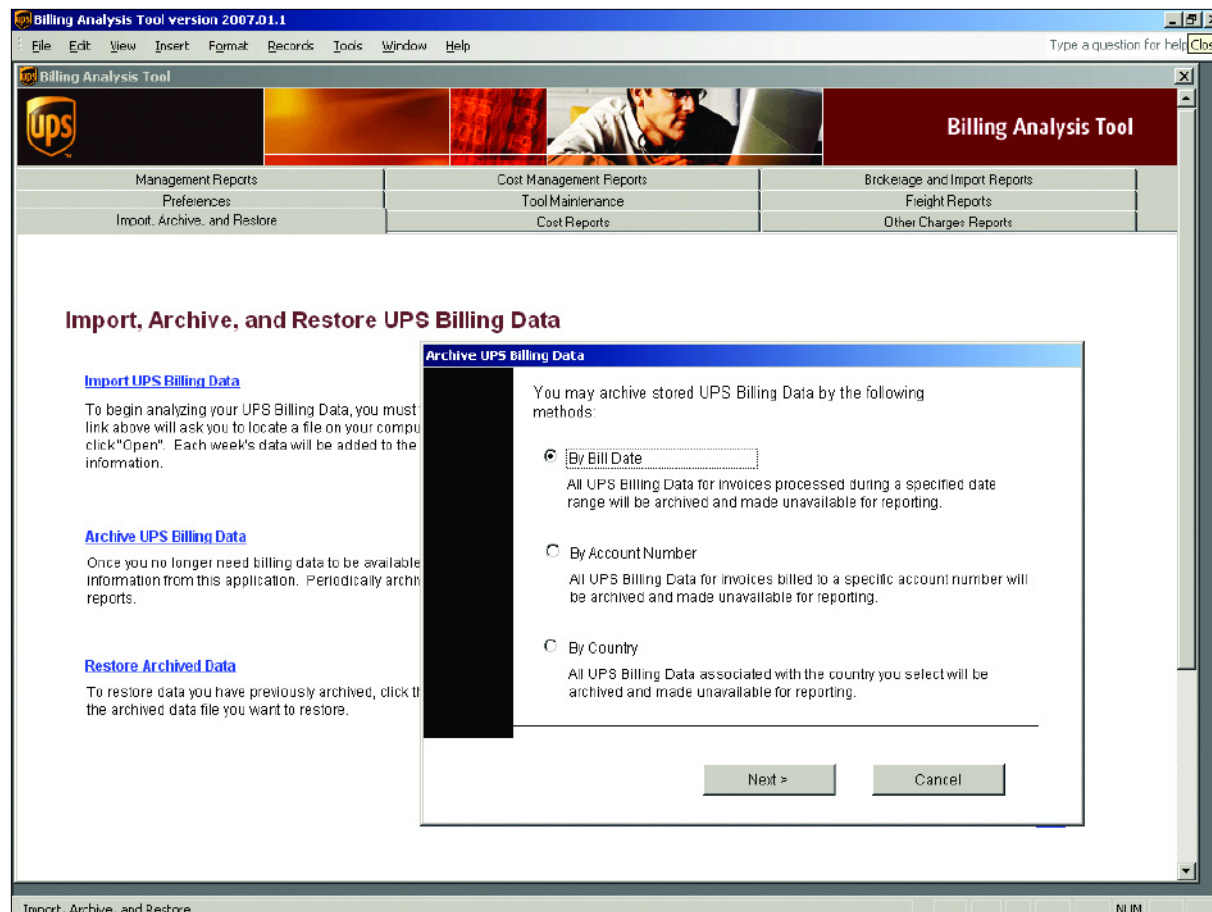 Billing Analysis Tool version 2007.01.1
File Edit View Insert Format Records Tools Window Help
Type a question for help
Clos
Billing Analysis Tool
ups
Billing Analysis Tool
Management Reports
Cost Management Reports
Brokerage and Import Reports
Preferences
Tool Maintenance
Freight Reports
Import, Archive, and Restore
Cost Reports
Other Charges Reports
Import, Archive, and Restore UPS Billing Data
Import UPS Billing Data
To begin analyzing your UPS Billing Data, you must
link above will ask you to locate a file on your compu
click "Open". Each week's data will be added to the
information.
Archive UPS Billing Data
Once you no longer need billing data to be available
information from this application. Periodically archiv
reports.
Restore Archived Data
To restore data you have previously archived, click th
the archived data file you want to restore.
Archive UPS Billing Data
You may archive stored UPS Billing Data by the following
methods:
By Bill Date
All UPS Billing Data for invoices processed during a specified date
range will be archived and made unavailable for reporting.
By Account Number
All UPS Billing Data for invoices billed to a specific account number will
be archived and made unavailable for reporting.
By Country
All UPS Billing Data associated with the country you select will be
archived and made unavailable for reporting.
Next >
Cancel
Import, Archive, and Restore
NUM